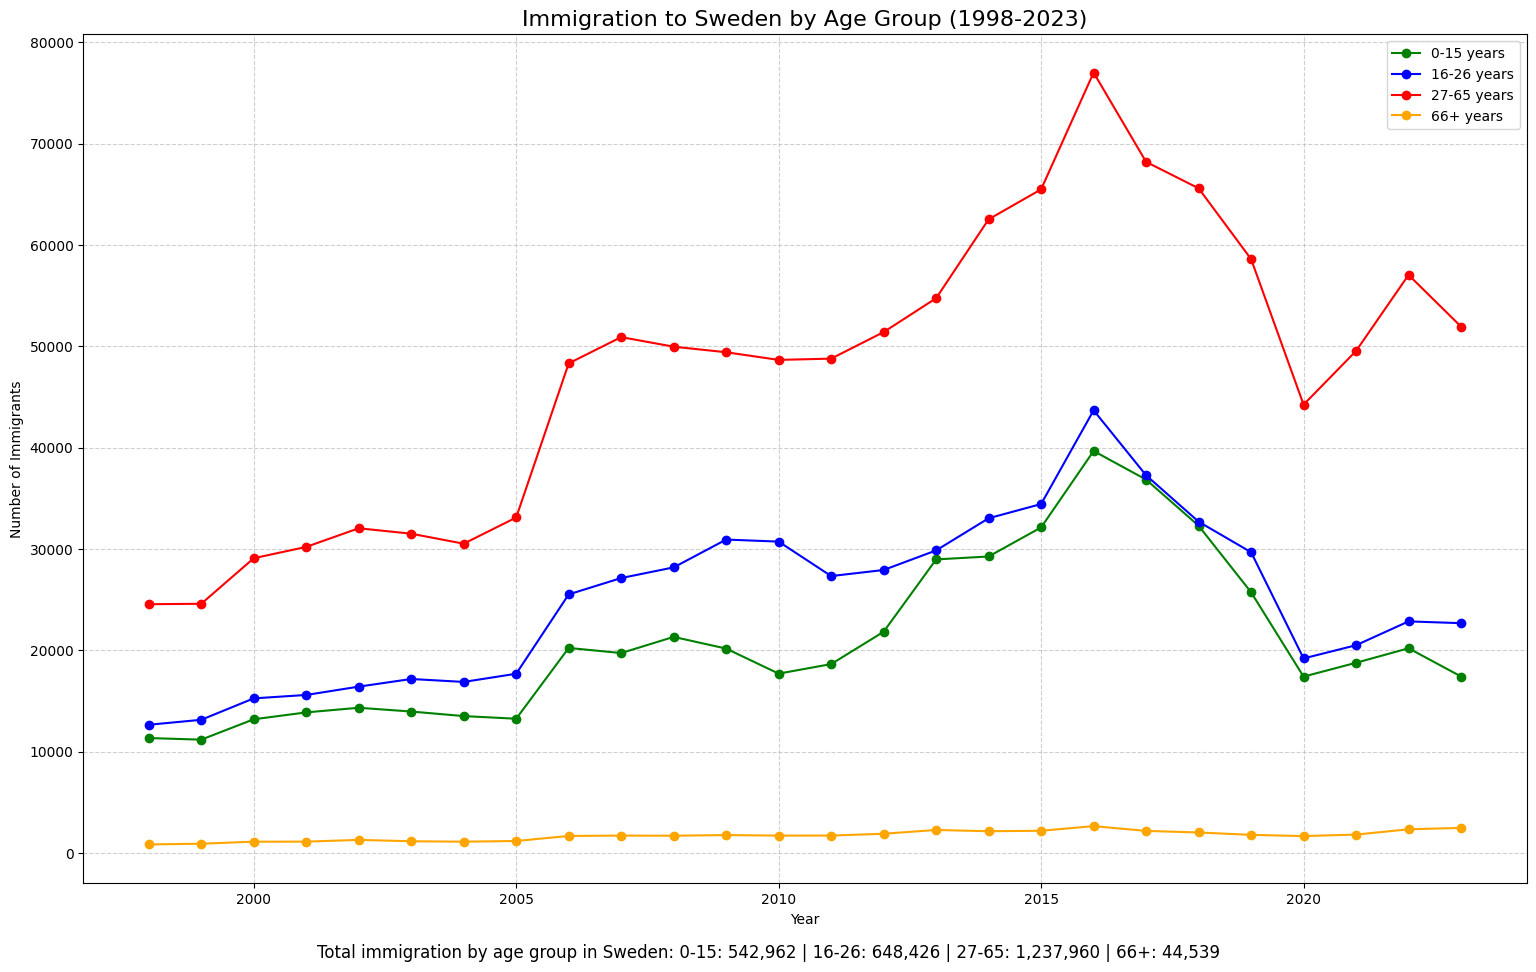 Immigration to Sweden by Age Group (1998-2023)
80000
70000
60000
50000
40000
30000
20000
10000
0
Number of Immigrants
0-15 years
16-26 years
27-65 years
66+ years
2000 2005 2010 2015 2020
Year
Total immigration by age group in Sweden: 0-15: 542,962 | 16-26: 648,426 | 27-65: 1,237,960 | 66+: 44,539